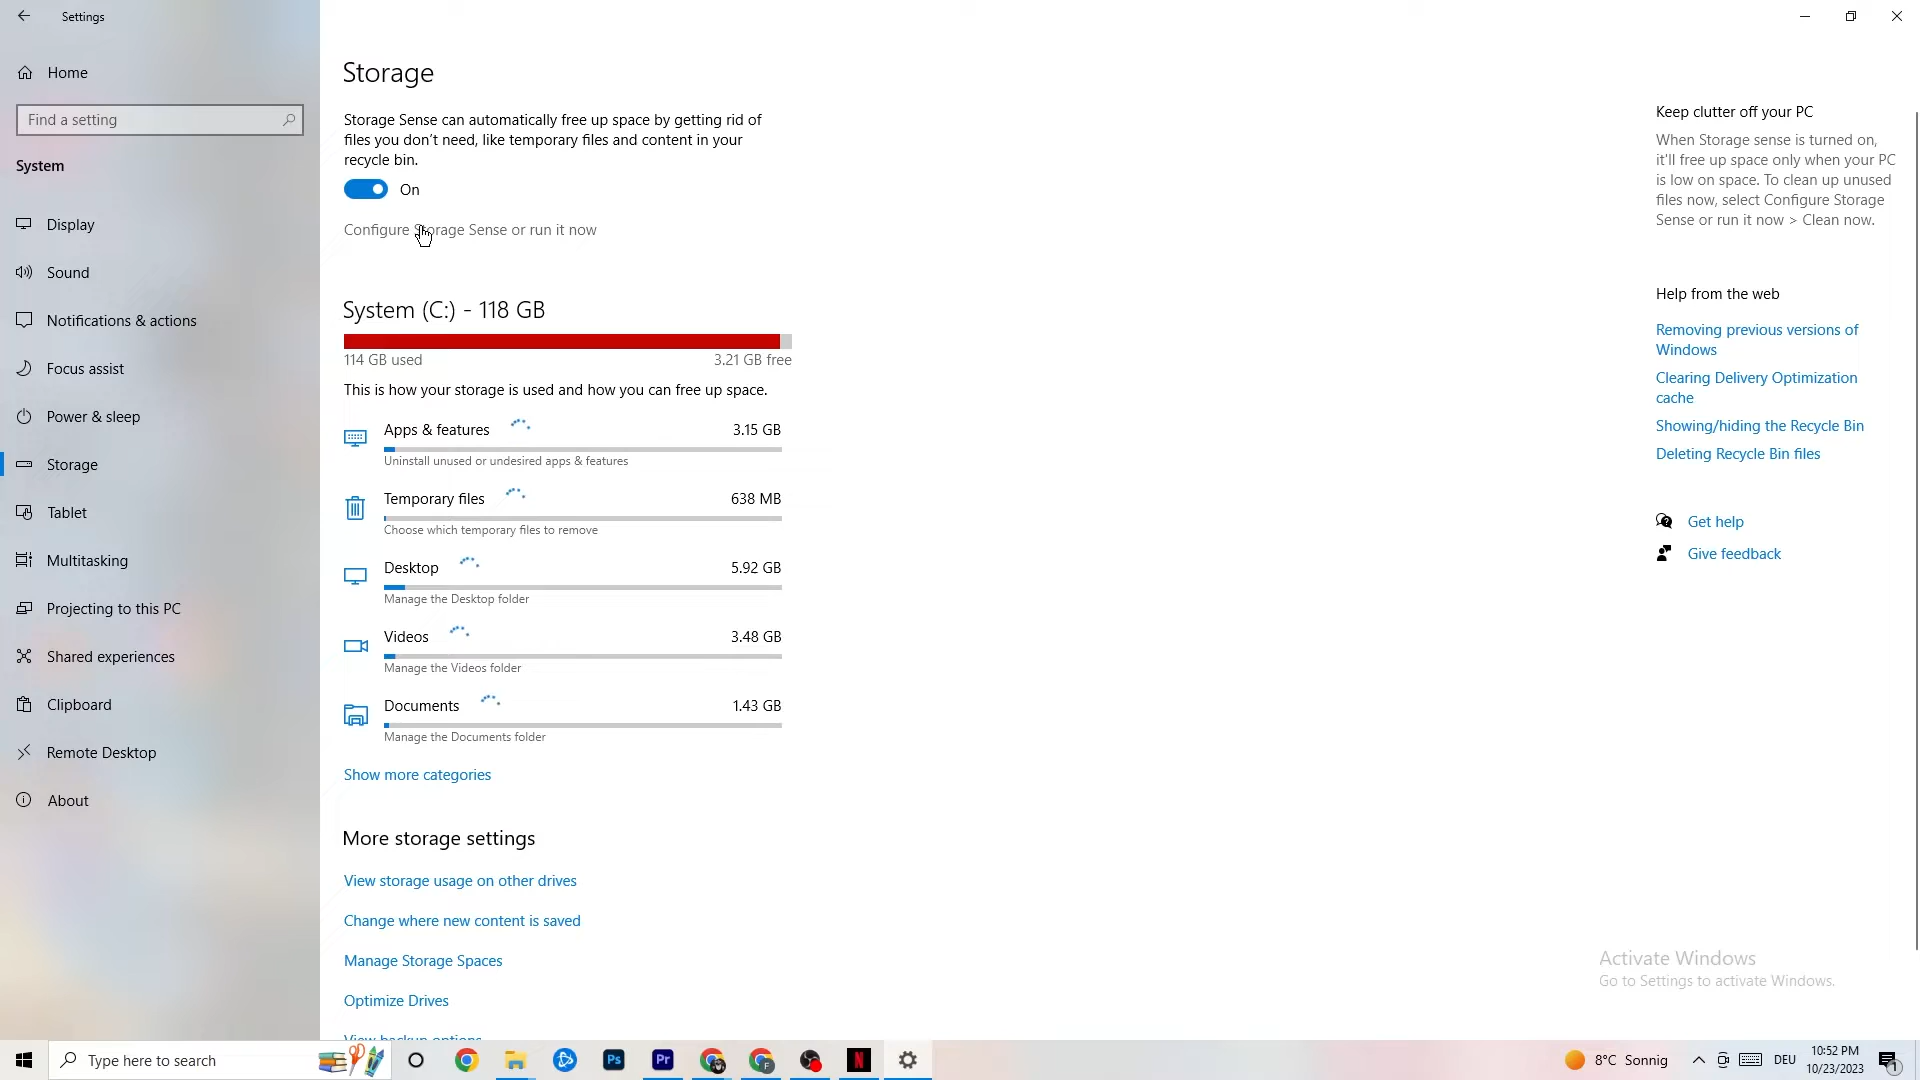 Settings
Home
Find a setting
System
Display
Sound
Notifications & actions
Focus assist
Power & sleep
Storage
Tablet
Multitasking
Projecting to this PC
Shared experiences
Clipboard
Remote Desktop
About
Storage
Storage Sense can automatically free up space by getting rid of
files you don't need, like temporary files and content in your
recycle bin.
On
Configure Storage Sense or run it now
System (C:) - 118 GB
114 GB used 3.21 GB free
This is how your storage is used and how you can free up space.
Apps & features 3.15 GB
Uninstall unused or undesired apps & features
Temporary files 638 MB
Choose which temporary files to remove
Desktop 5.92 GB
Manage the Desktop folder
Videos 3.48 GB
Manage the Videos folder
Documents 1.43 GB
Manage the Documents folder
Show more categories
More storage settings
View storage usage on other drives
Change where new content is saved
Manage Storage Spaces
Optimize Drives
View backup options
Keep clutter off your PC
When Storage sense is turned on,
it'll free up space only when your PC
is low on space. To clean up unused
files now, select Configure Storage
Sense or run it now > Clean now.
Help from the web
Removing previous versions of
Windows
Clearing Delivery Optimization
cache
Showing/hiding the Recycle Bin
Deleting Recycle Bin files
Get help
Give feedback
Activate Windows
Go to Settings to activate Windows.
Type here to search
Ps
Pr
F
N
8°C Sonnig
DEU
10:52 PM
10/23/2023
1